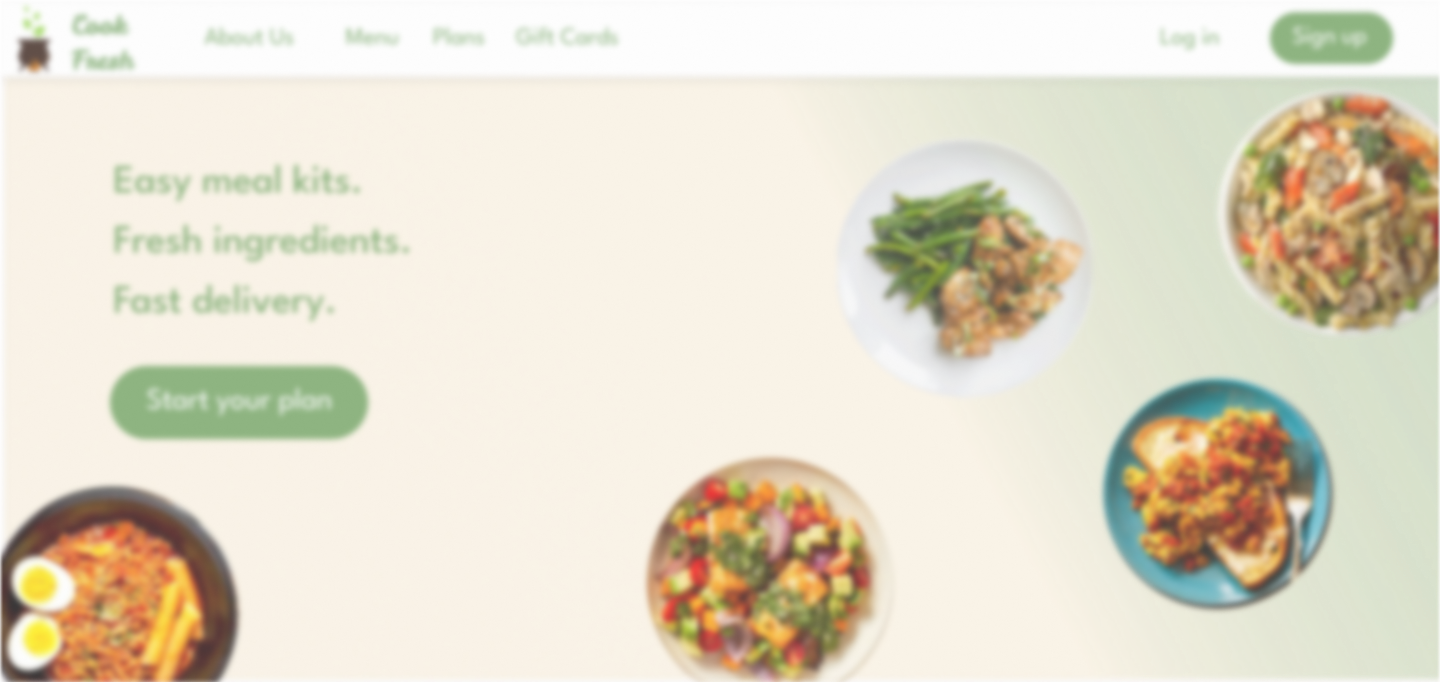 Cook
Fresh
About Us
Menu
Plans
Gift Cards
Log in
Sign up
Easy meal kits.
Fresh ingredients.
Fast delivery.
Start your plan